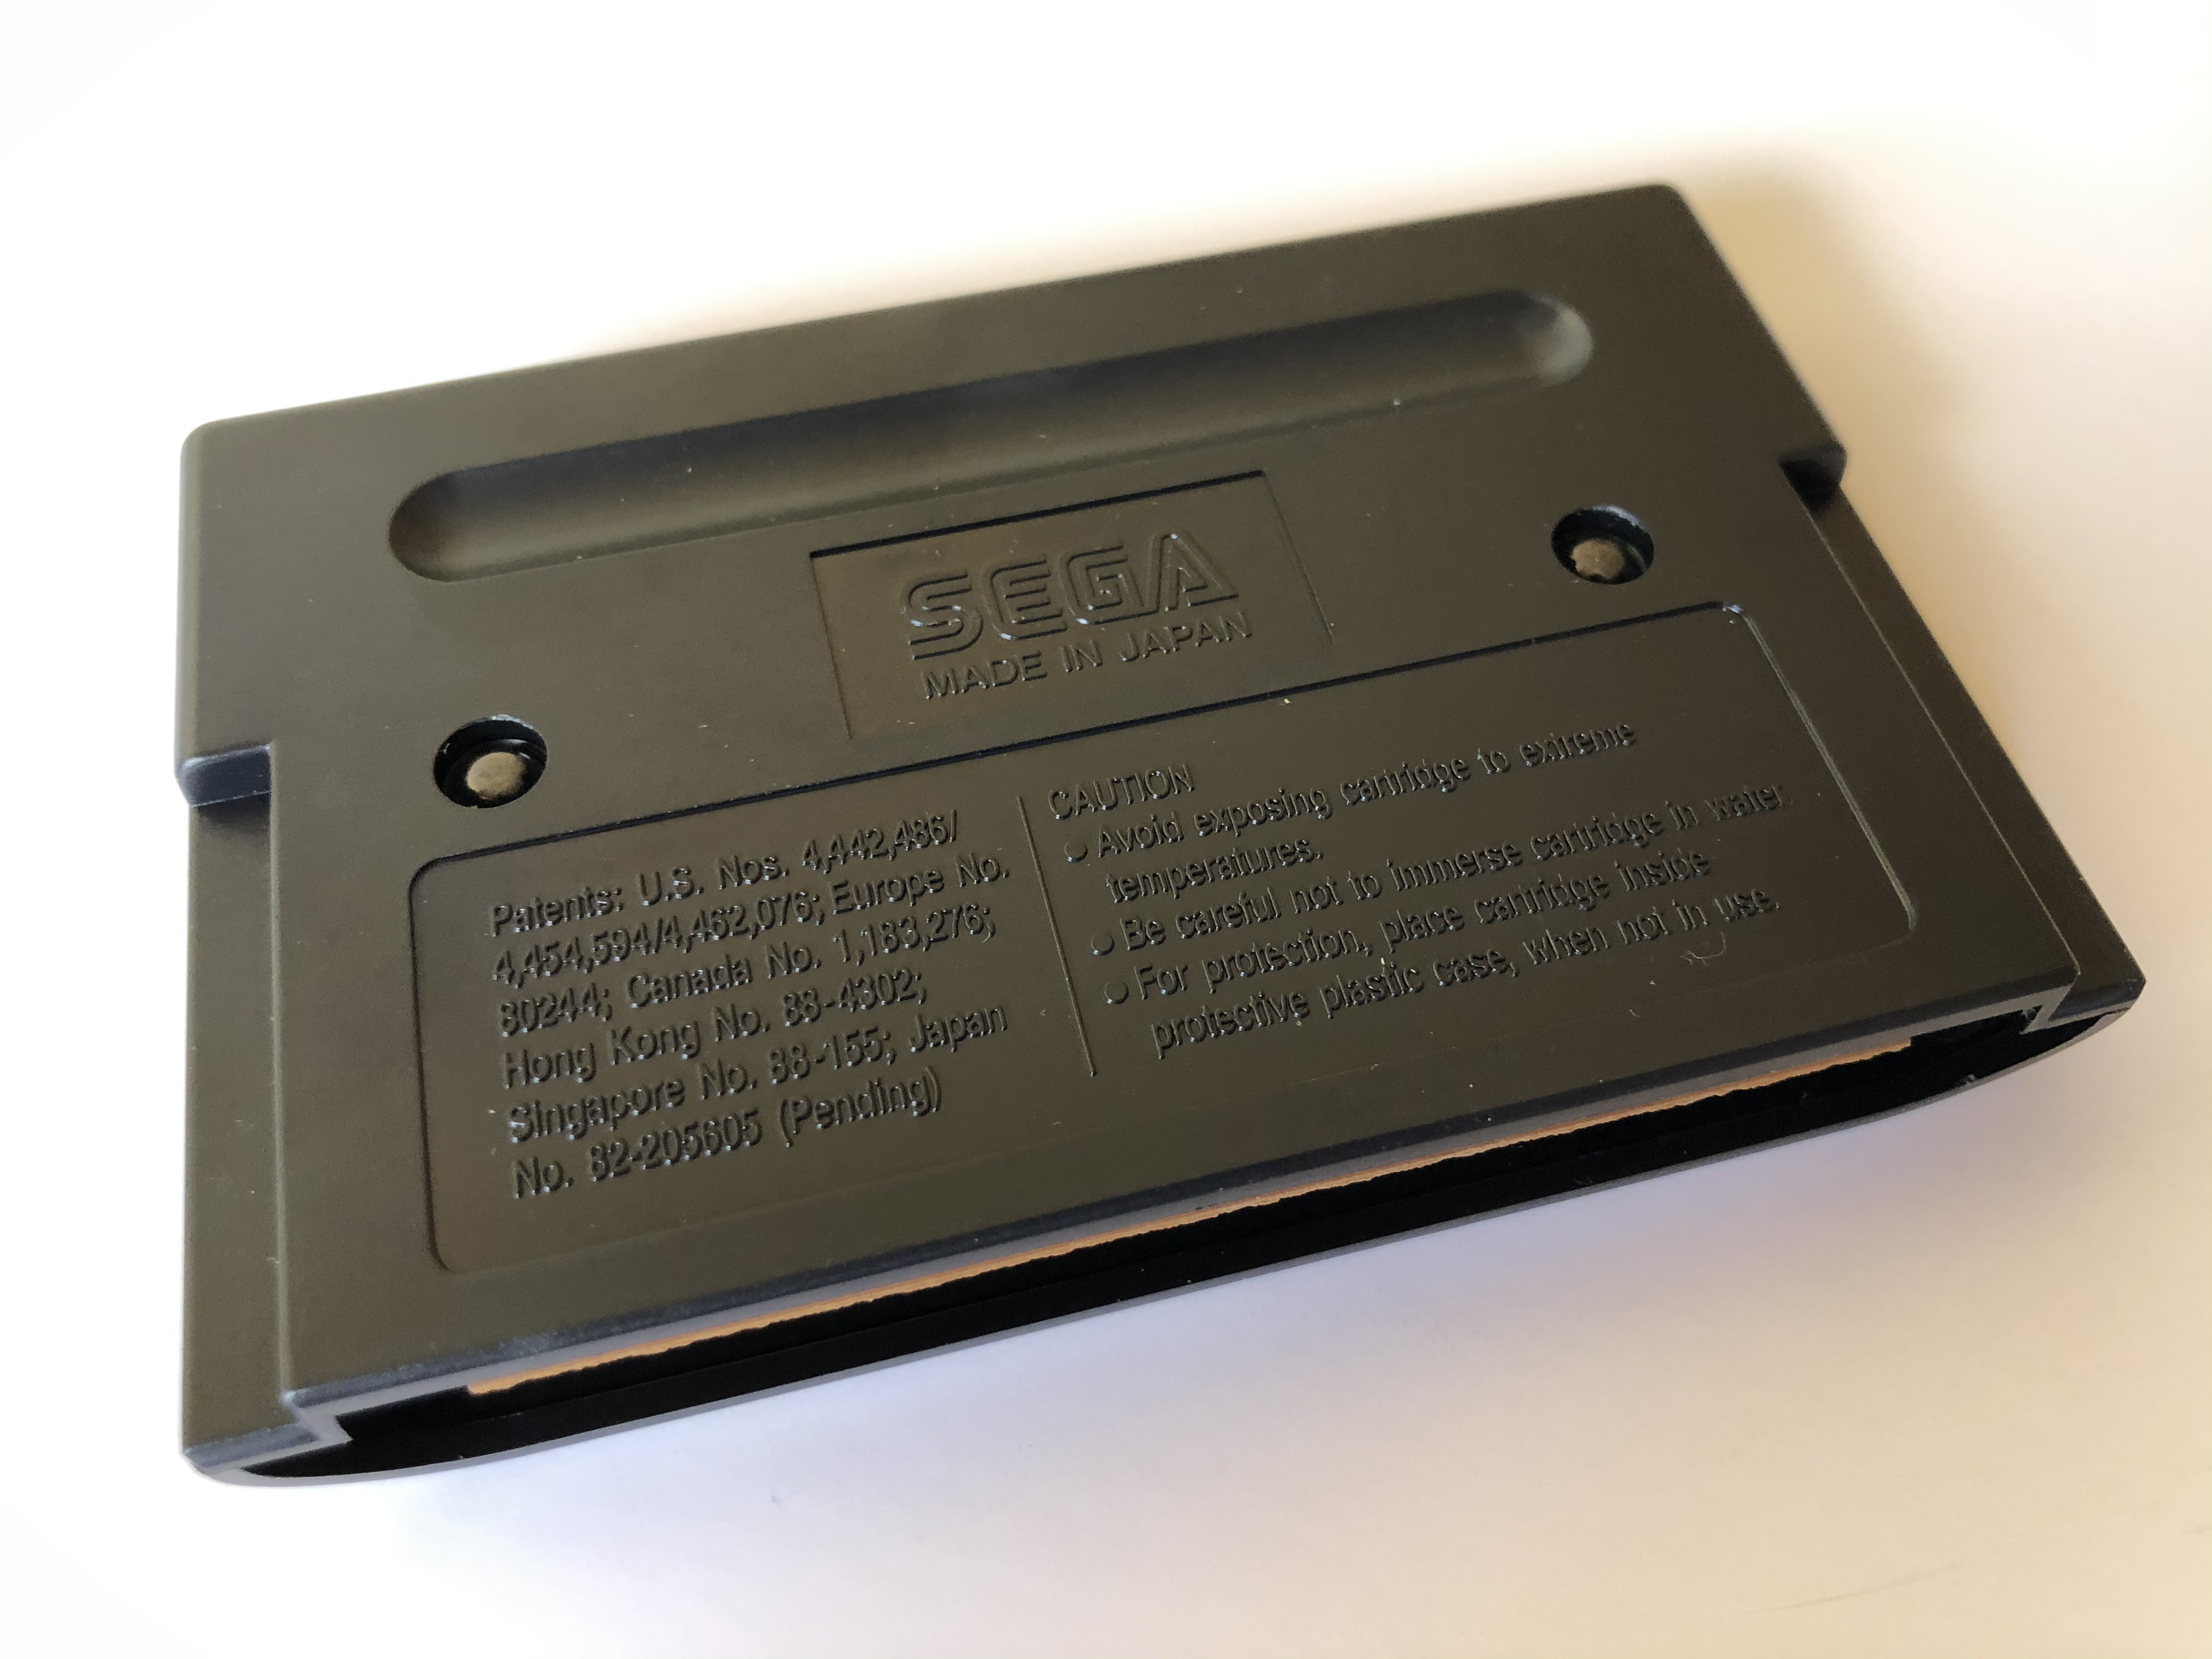 SEGA
MADE IN JAPAN
Patents: U.S. Nos. 4,442,486/
4,454,594/4,462,076; Europe No.
80244; Canada No. 1,183,276;
Hong Kong No. 88-4302;
Singapore No. 88-155; Japan
No. 82-205605 (Pending)
CAUTION
● Avoid exposing cartridge to extreme
temperatures.
● Be careful not to immerse cartridge in water.
● For protection, place cartridge inside
protective plastic case, when not in use.